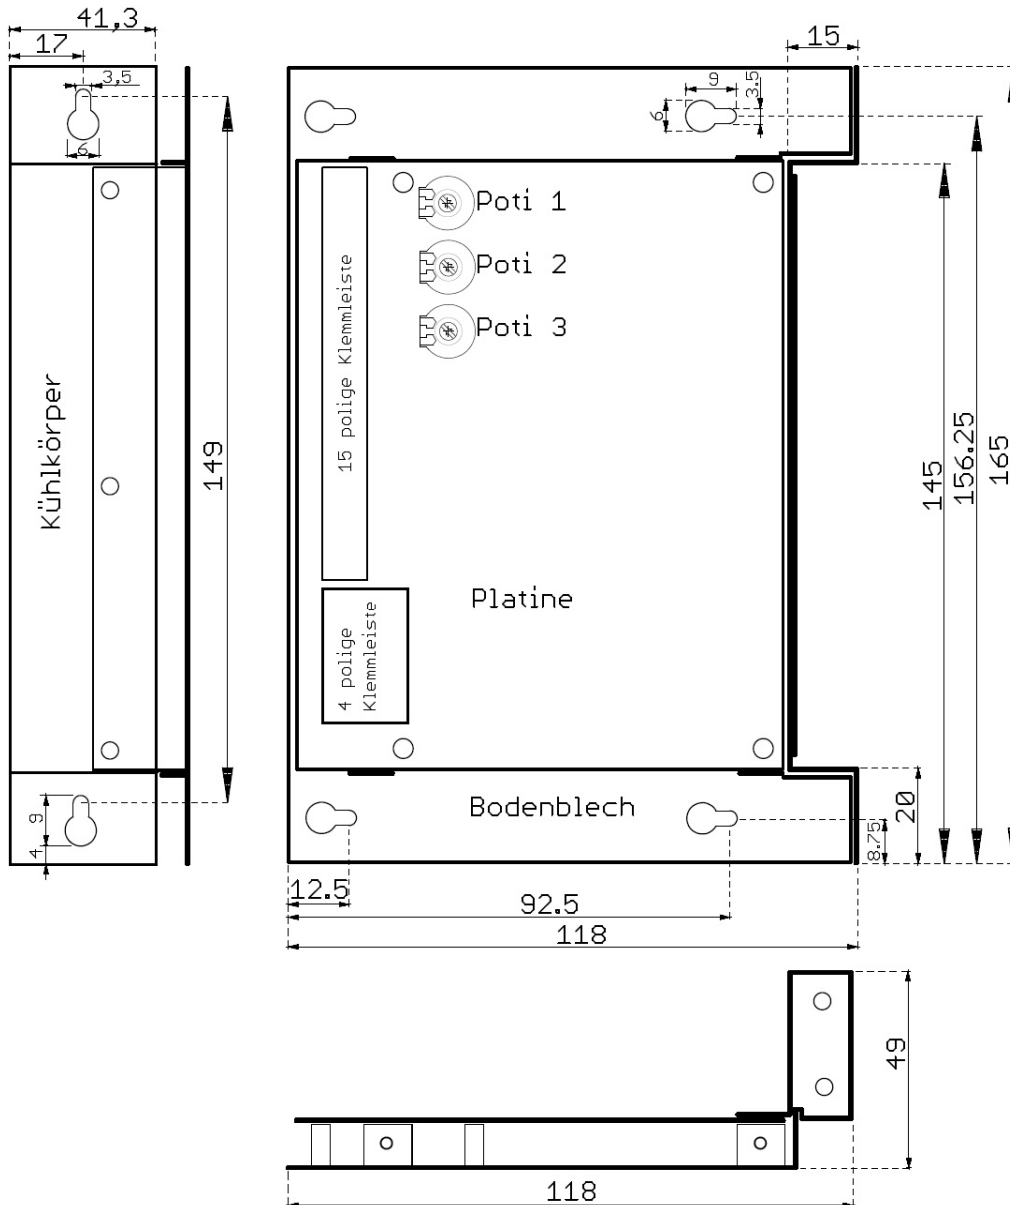 41,3
17
3,5
6
Kühlkörper
149
9
4
15
9
3.5
6
Poti 1
Poti 2
Poti 3
15 polige Klemmleiste
4 polige
Klemmleiste
Platine
Bodenblech
145
156.25
165
20
8.75
12.5
92.5
118
49
118